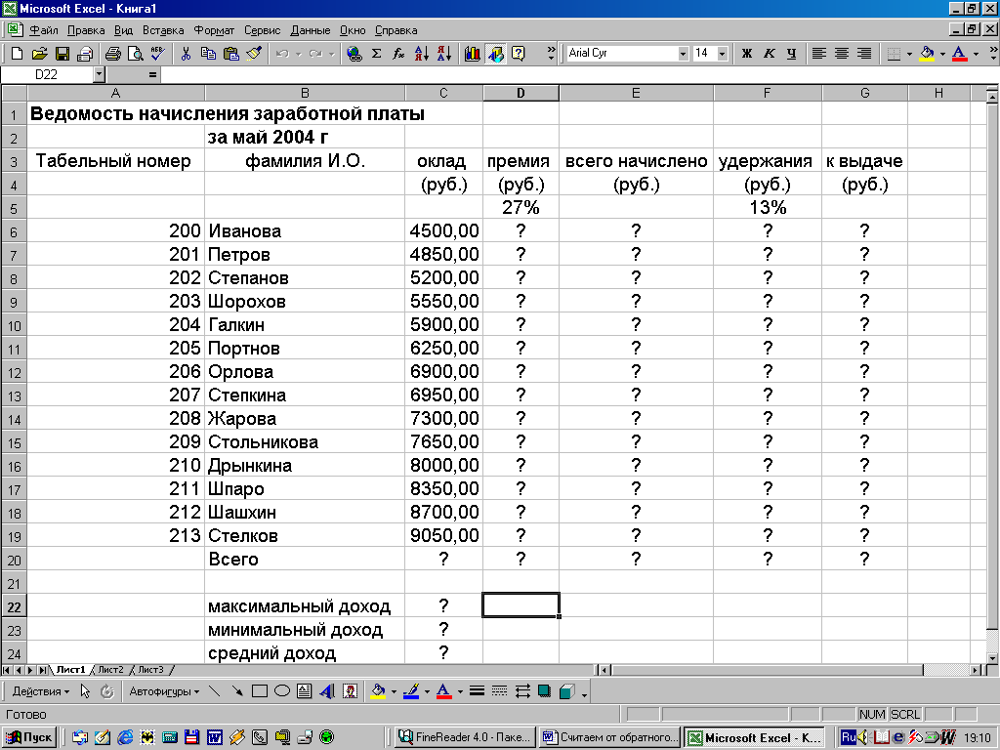 Microsoft Excel - Книга1
Файл Правка Вид Вставка Формат Сервис Данные Окно Справка
Arial Cyr 14 Ж К Ч
D22 =
A B C D E F G H
1 Ведомость начисления заработной платы
2 за май 2004 г
3 Табельный номер фамилия И.О. оклад премия всего начислено удержания к выдаче
4 (руб.) (руб.) (руб.) (руб.) (руб.)
5 27% 13%
6 200 Иванова 4500,00 ? ? ? ?
7 201 Петров 4850,00 ? ? ? ?
8 202 Степанов 5200,00 ? ? ? ?
9 203 Шорохов 5550,00 ? ? ? ?
10 204 Галкин 5900,00 ? ? ? ?
11 205 Портнов 6250,00 ? ? ? ?
12 206 Орлова 6900,00 ? ? ? ?
13 207 Степкина 6950,00 ? ? ? ?
14 208 Жарова 7300,00 ? ? ? ?
15 209 Стольникова 7650,00 ? ? ? ?
16 210 Дрынкина 8000,00 ? ? ? ?
17 211 Шпаро 8350,00 ? ? ? ?
18 212 Шашхин 8700,00 ? ? ? ?
19 213 Стелков 9050,00 ? ? ? ?
20 Всего ? ? ? ? ?
21
22 максимальный доход ?
23 минимальный доход ?
24 средний доход ?
Лист1 Лист2 Лист3
Действия Автофигуры
Готово NUM SCRL
Пуск FineReader 4.0 - Паке... Считаем от обратного... Microsoft Excel - К... Ru 19:10